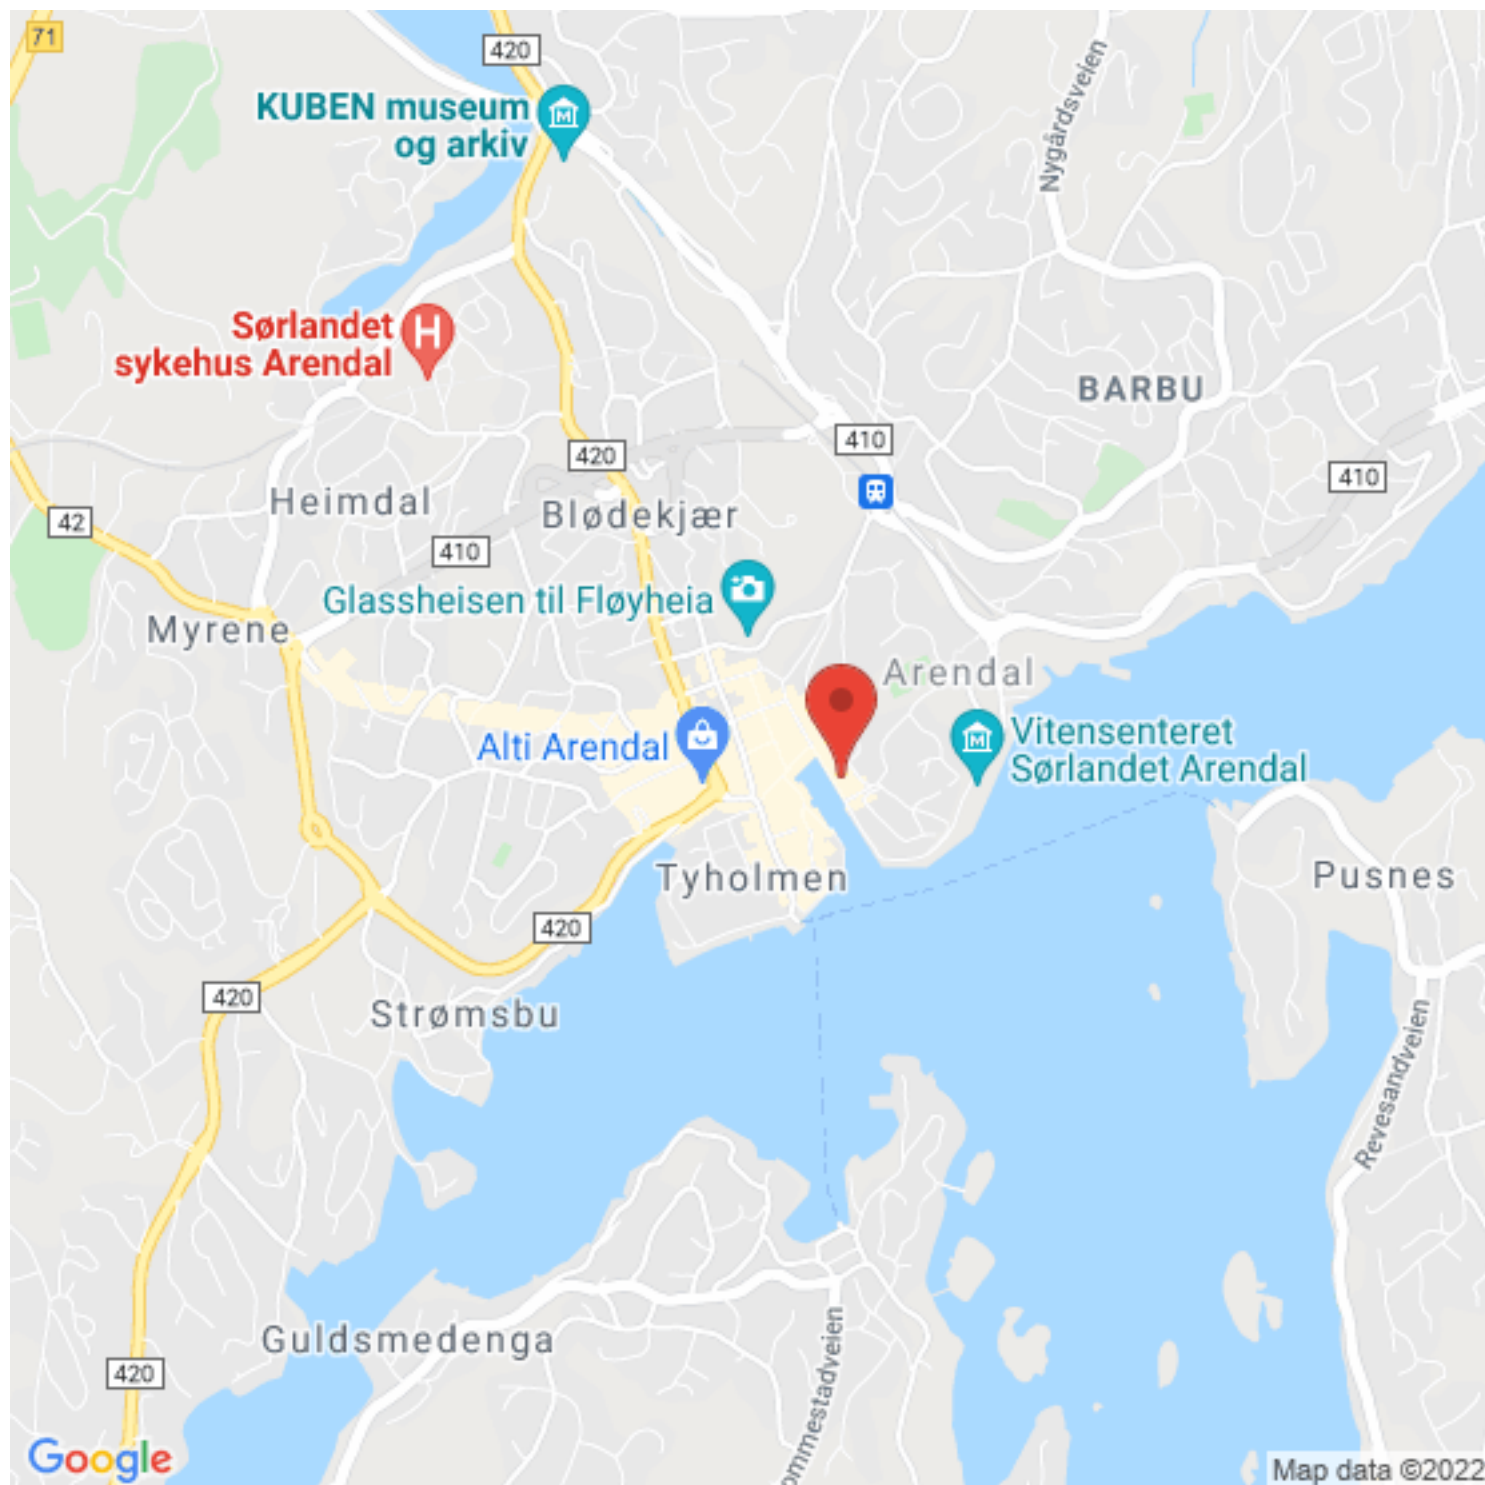 71
420
KUBEN museum
og arkiv
Nygårdsveien
Sørlandet
sykehus Arendal
H
BARBU
410
420
410
Heimdal
42
Blødekjær
410
Glassheisen til Fløyheia
Myrene
Arendal
Vitensenteret
Sørlandet Arendal
Alti Arendal
Tyholmen
Pusnes
420
420
Strømsbu
Revesandveien
Guldsmedenga
420
ommestadveien
Google
Map data ©2022